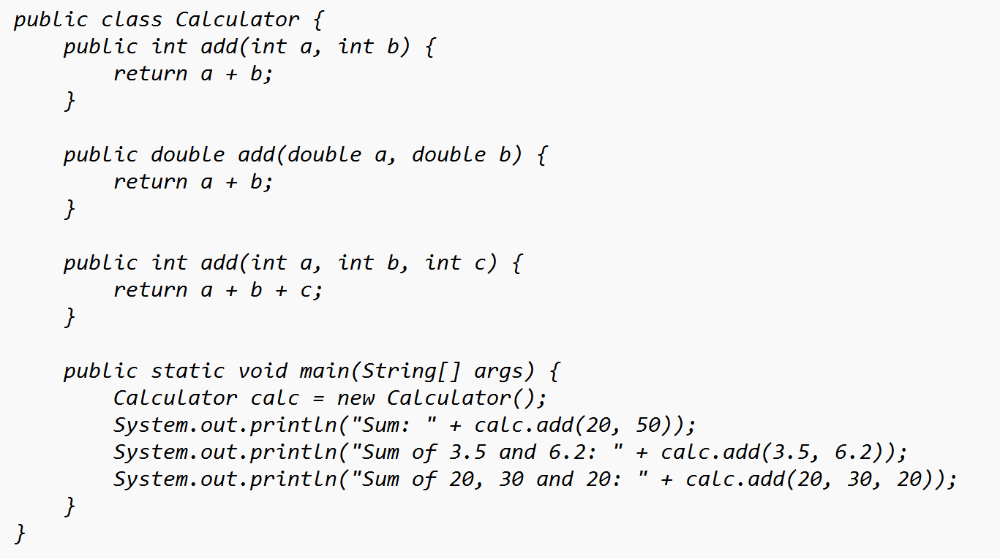 public class Calculator {
    public int add(int a, int b) {
        return a + b;
    }

    public double add(double a, double b) {
        return a + b;
    }

    public int add(int a, int b, int c) {
        return a + b + c;
    }

    public static void main(String[] args) {
        Calculator calc = new Calculator();
        System.out.println("Sum: " + calc.add(20, 50));
        System.out.println("Sum of 3.5 and 6.2: " + calc.add(3.5, 6.2));
        System.out.println("Sum of 20, 30 and 20: " + calc.add(20, 30, 20));
    }
}